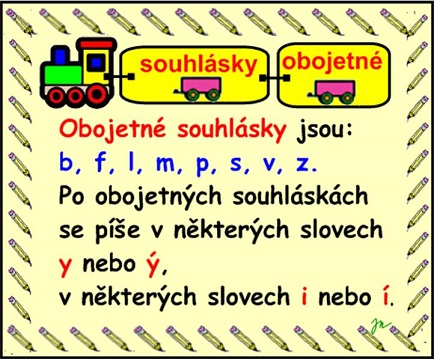 souhlásky obojetné
Obojetné souhlásky jsou:
b, f, l, m, p, s, v, z.
Po obojetných souhláskách
se píše v některých slovech
y nebo ý,
v některých slovech i nebo í.